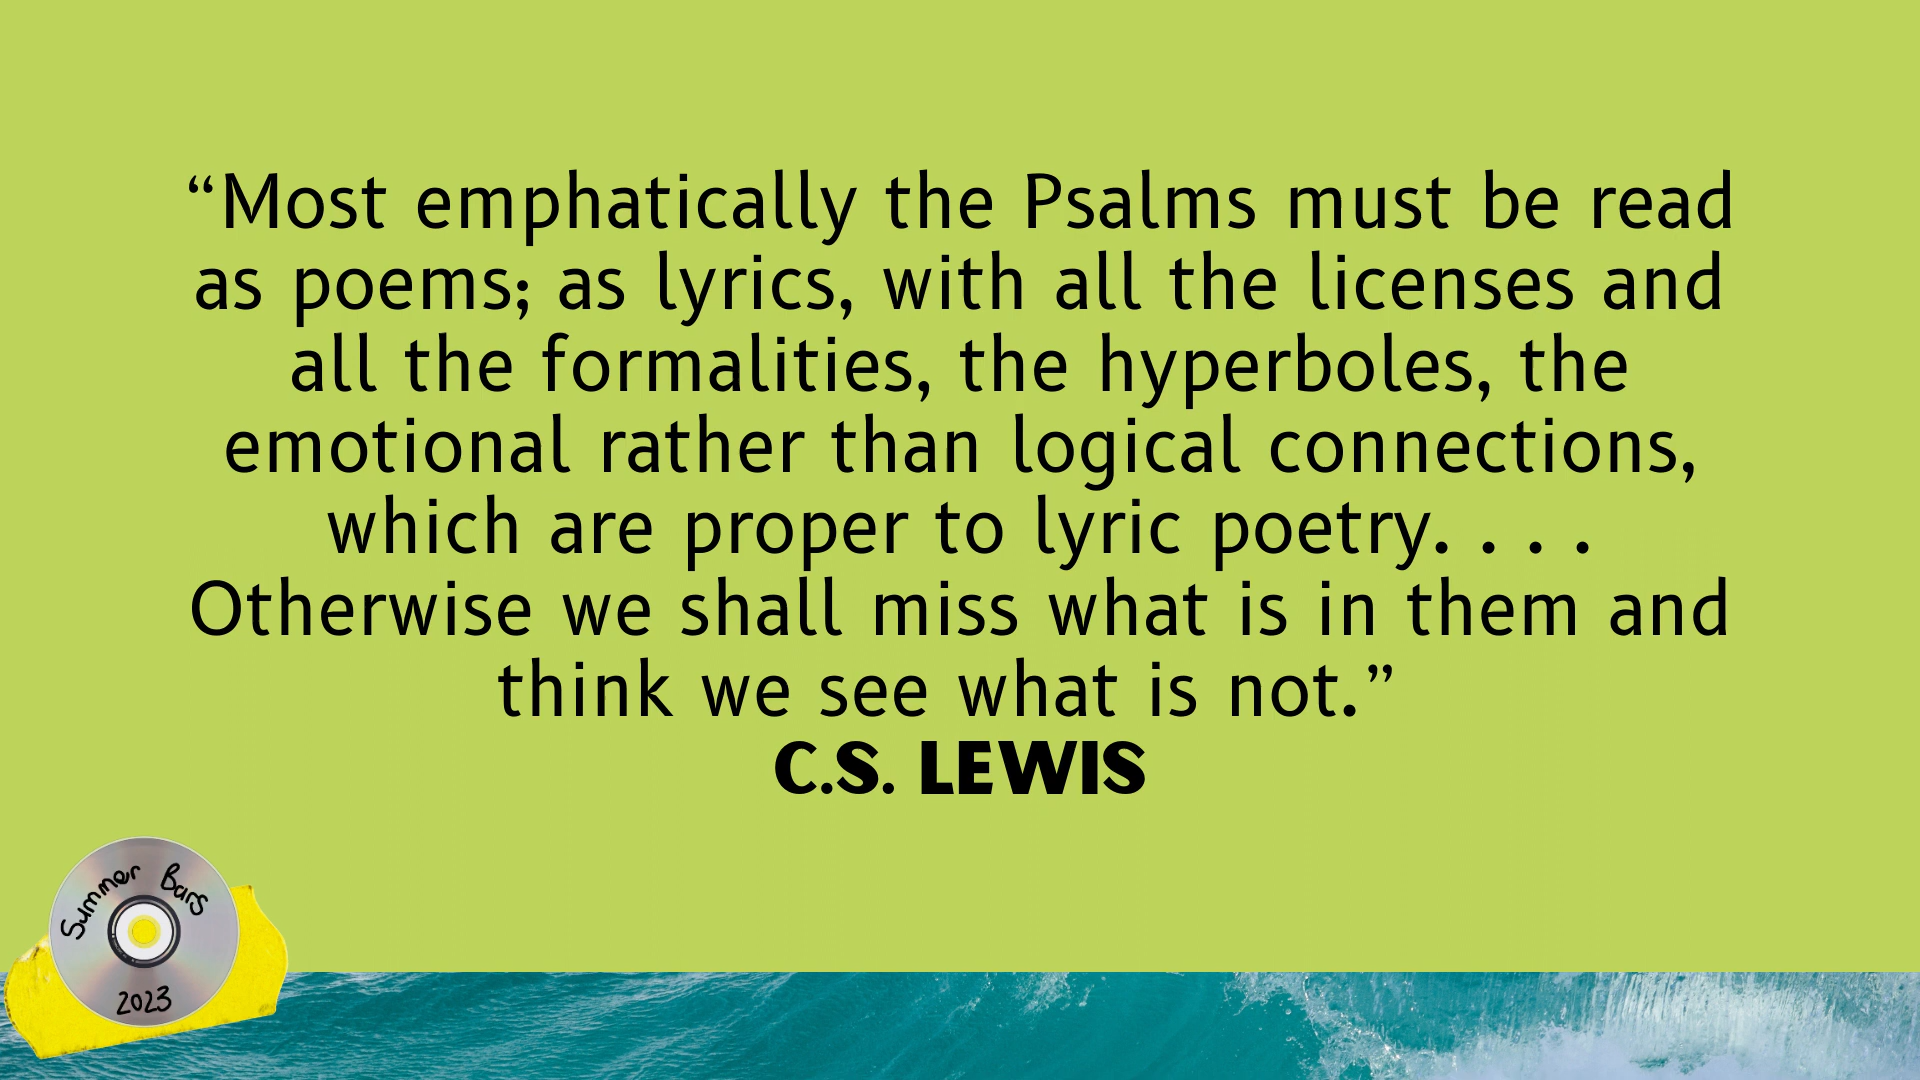 “Most emphatically the Psalms must be read
as poems; as lyrics, with all the licenses and
all the formalities, the hyperboles, the
emotional rather than logical connections,
which are proper to lyric poetry. . . .
Otherwise we shall miss what is in them and
think we see what is not.”
C.S. LEWIS
Summer Bars
2023